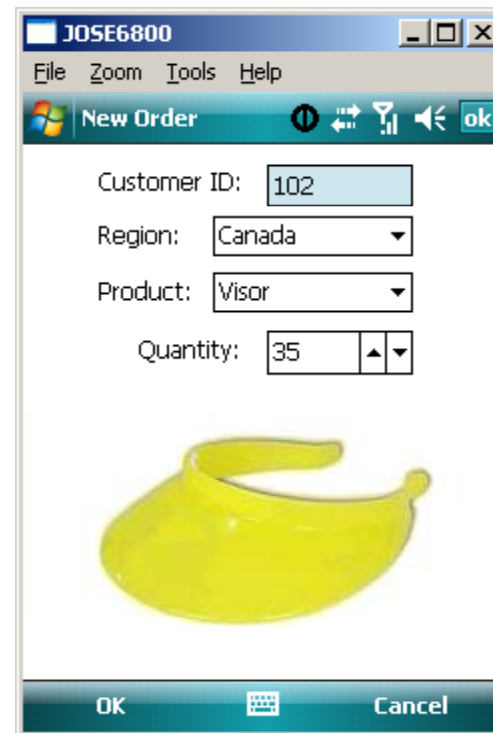 JOSE6800
File Zoom Tools Help
New Order ok
Customer ID: 102
Region: Canada
Product: Visor
Quantity: 35
OK Cancel